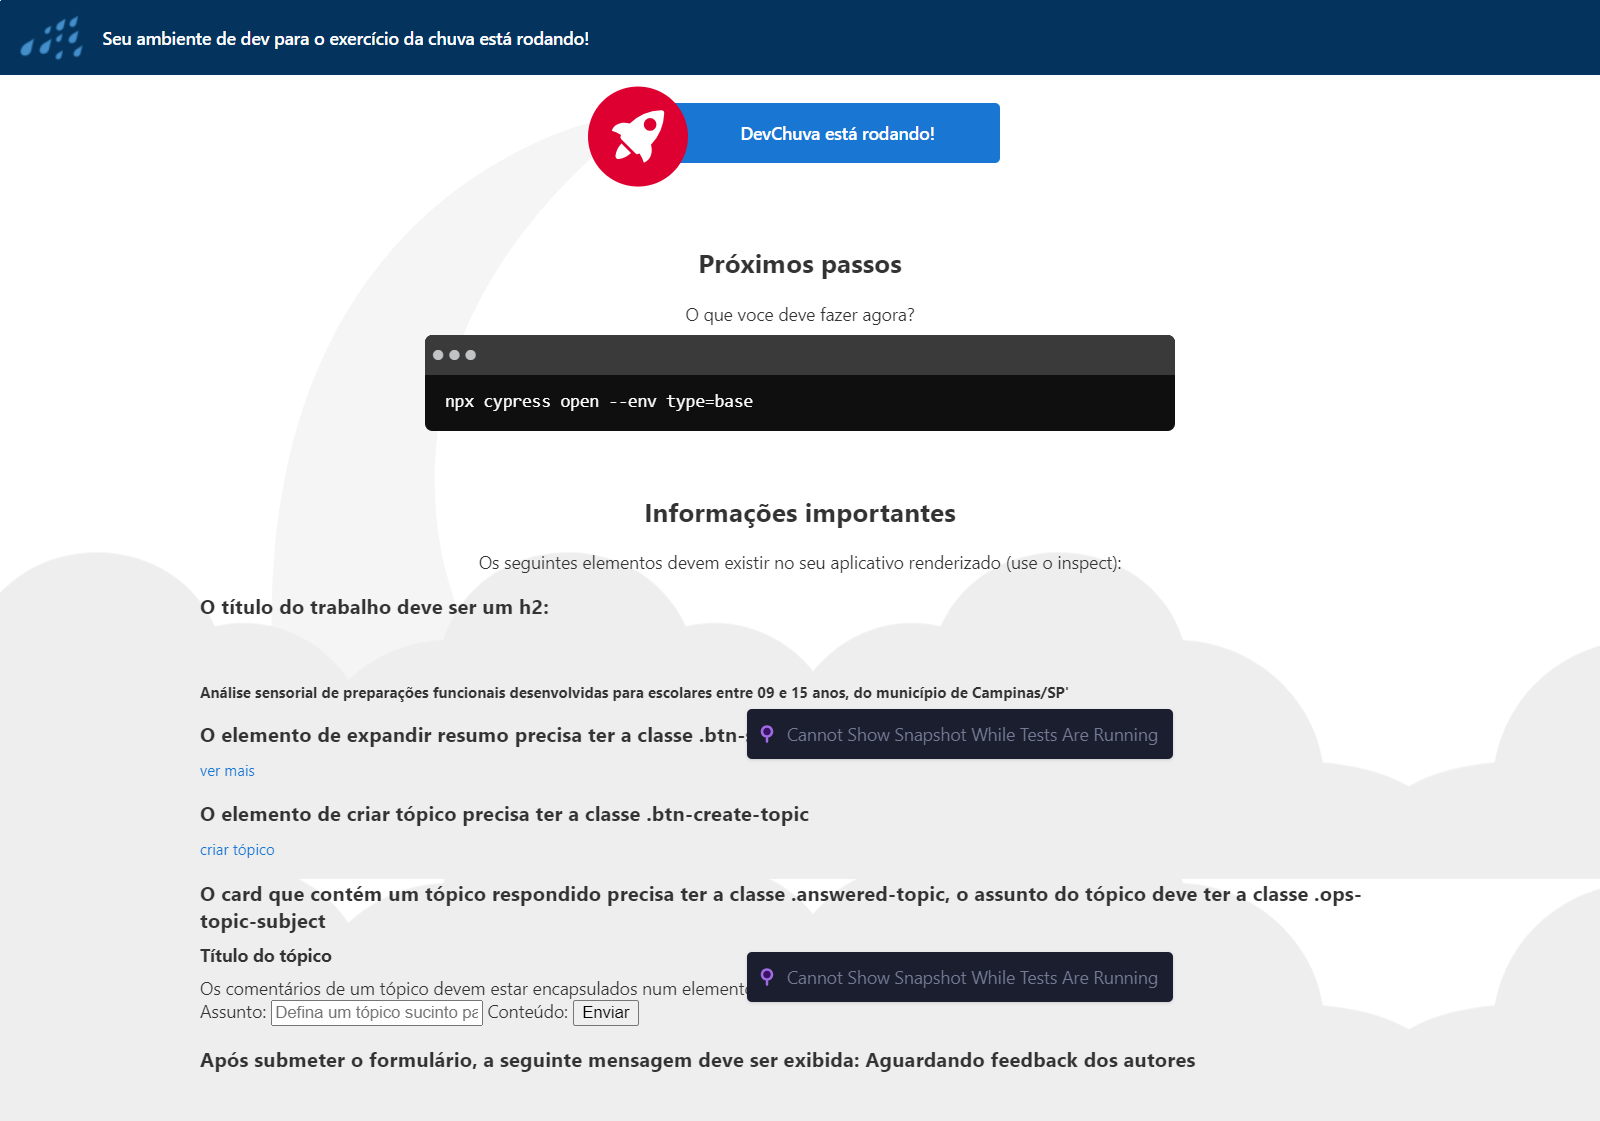 Seu ambiente de dev para o exercício da chuva está rodando!
DevChuva está rodando!
Próximos passos
O que voce deve fazer agora?
npx cypress open --env type=base
Informações importantes
Os seguintes elementos devem existir no seu aplicativo renderizado (use o inspect):
O título do trabalho deve ser um h2:
Análise sensorial de preparações funcionais desenvolvidas para escolares entre 09 e 15 anos, do município de Campinas/SP'
O elemento de expandir resumo precisa ter a classe .btn-
Cannot Show Snapshot While Tests Are Running
ver mais
O elemento de criar tópico precisa ter a classe .btn-create-topic
criar tópico
O card que contém um tópico respondido precisa ter a classe .answered-topic, o assunto do tópico deve ter a classe .ops-
topic-subject
Título do tópico
Os comentários de um tópico devem estar encapsulados num elemento
Cannot Show Snapshot While Tests Are Running
Assunto: Defina um tópico sucinto pa Conteúdo: Enviar
Após submeter o formulário, a seguinte mensagem deve ser exibida: Aguardando feedback dos autores